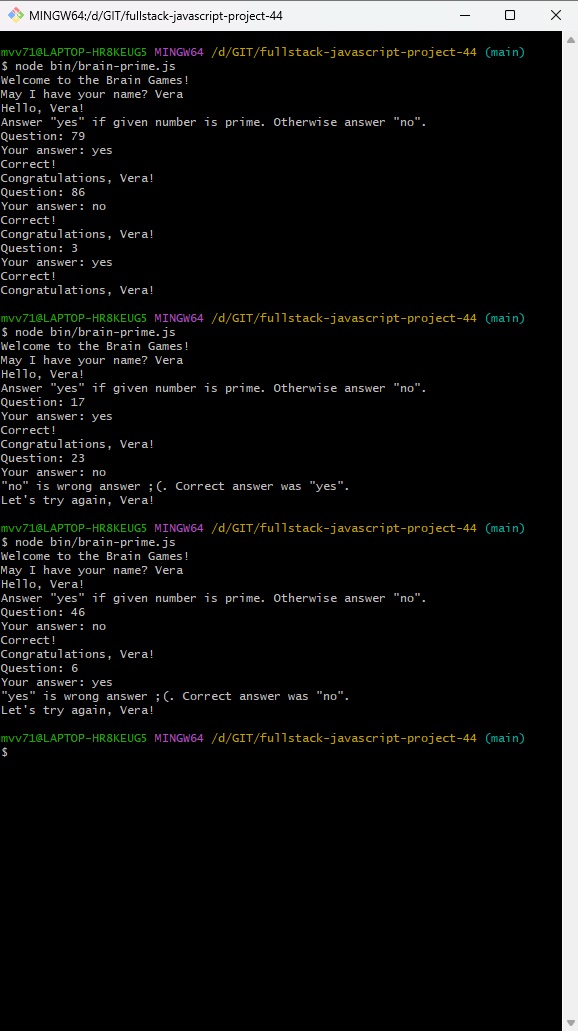 MINGW64:/d/GIT/fullstack-javascript-project-44
mvv71@LAPTOP-HR8KEUG5 MINGW64 /d/GIT/fullstack-javascript-project-44 (main)
$ node bin/brain-prime.js
Welcome to the Brain Games!
May I have your name? Vera
Hello, Vera!
Answer "yes" if given number is prime. Otherwise answer "no".
Question: 79
Your answer: yes
Correct!
Congratulations, Vera!
Question: 86
Your answer: no
Correct!
Congratulations, Vera!
Question: 3
Your answer: yes
Correct!
Congratulations, Vera!
mvv71@LAPTOP-HR8KEUG5 MINGW64 /d/GIT/fullstack-javascript-project-44 (main)
$ node bin/brain-prime.js
Welcome to the Brain Games!
May I have your name? Vera
Hello, Vera!
Answer "yes" if given number is prime. Otherwise answer "no".
Question: 17
Your answer: yes
Correct!
Congratulations, Vera!
Question: 23
Your answer: no
"no" is wrong answer ;(. Correct answer was "yes".
Let's try again, Vera!
mvv71@LAPTOP-HR8KEUG5 MINGW64 /d/GIT/fullstack-javascript-project-44 (main)
$ node bin/brain-prime.js
Welcome to the Brain Games!
May I have your name? Vera
Hello, Vera!
Answer "yes" if given number is prime. Otherwise answer "no".
Question: 46
Your answer: no
Correct!
Congratulations, Vera!
Question: 6
Your answer: yes
"yes" is wrong answer ;(. Correct answer was "no".
Let's try again, Vera!
mvv71@LAPTOP-HR8KEUG5 MINGW64 /d/GIT/fullstack-javascript-project-44 (main)
$